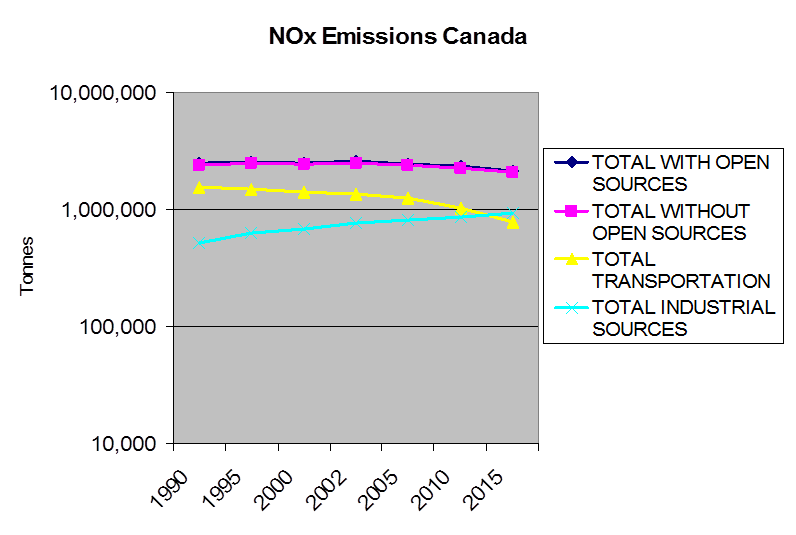 NOx Emissions Canada
10,000,000
1,000,000
100,000
10,000
Tonnes
1990
1995
2000
2002
2005
2010
2015
TOTAL WITH OPEN
SOURCES
TOTAL WITHOUT
OPEN SOURCES
TOTAL
TRANSPORTATION
TOTAL INDUSTRIAL
SOURCES